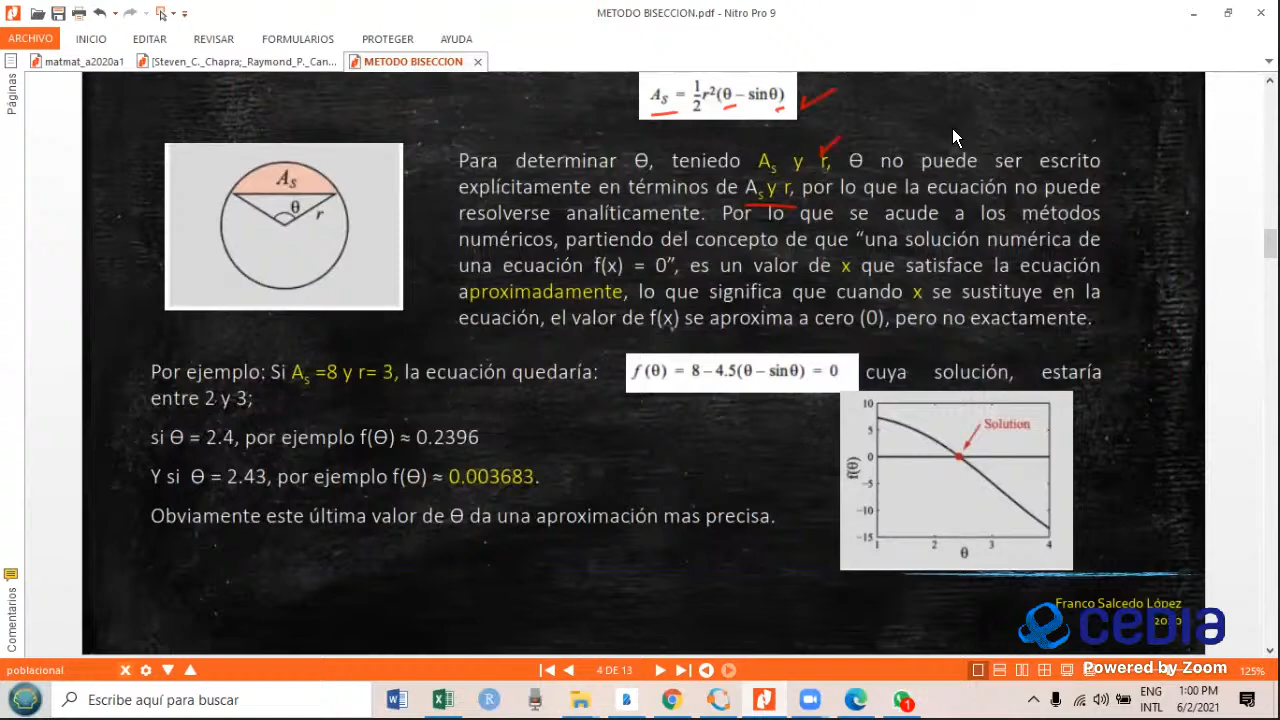 METODO BISECCION.pdf - Nitro Pro 9
ARCHIVO INICIO EDITAR REVISAR FORMULARIOS PROTEGER AYUDA
matmat_a2020a1 [Steven_C._Chapra;_Raymond_P._Can... METODO BISECCION
Páginas
A_s = 1/2 r²(θ − sinθ)
A_s
θ
r
Para determinar Ɵ, teniedo A_s y r, Ɵ no puede ser escrito
explícitamente en términos de A_s y r, por lo que la ecuación no puede
resolverse analíticamente. Por lo que se acude a los métodos
numéricos, partiendo del concepto de que “una solución numérica de
una ecuación f(x) = 0”, es un valor de x que satisface la ecuación
aproximadamente, lo que significa que cuando x se sustituye en la
ecuación, el valor de f(x) se aproxima a cero (0), pero no exactamente.
Por ejemplo: Si A_s =8 y r= 3, la ecuación quedaría: f(θ) = 8 − 4.5(θ − sinθ) = 0 cuya solución, estaría
entre 2 y 3;
si Ɵ = 2.4, por ejemplo f(Ɵ) ≈ 0.2396
Y si Ɵ = 2.43, por ejemplo f(Ɵ) ≈ 0.003683.
Obviamente este última valor de Ɵ da una aproximación mas precisa.
10
5
0
-5
-10
-15
f(θ)
Solution
1 2 3 4
θ
Comentarios
Franco Salcedo López
cedia
poblacional
4 DE 13
Powered by Zoom
125%
Escribe aquí para buscar
1
ENG
INTL
1:00 PM
6/2/2021